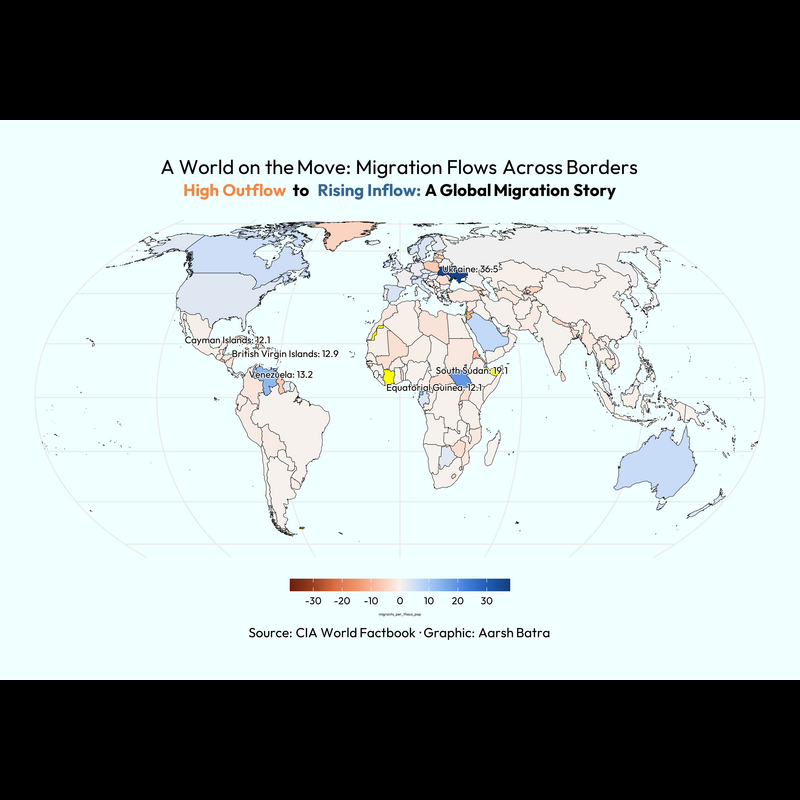 A World on the Move: Migration Flows Across Borders
High Outflow to Rising Inflow: A Global Migration Story
Ukraine: 36.5
Cayman Islands: 12.1
British Virgin Islands: 12.9
Venezuela: 13.2
South Sudan: 19.1
Equatorial Guinea: 12.1
-30 -20 -10 0 10 20 30
Source: CIA World Factbook · Graphic: Aarsh Batra